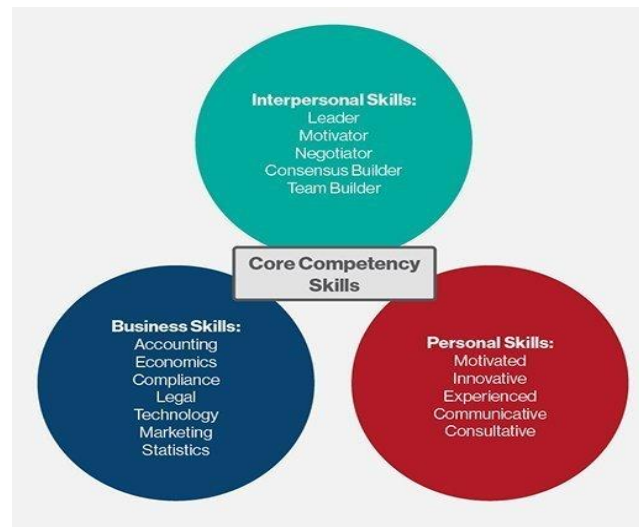 Interpersonal Skills:
Leader
Motivator
Negotiator
Consensus Builder
Team Builder
Core Competency
Skills
Business Skills:
Accounting
Economics
Compliance
Legal
Technology
Marketing
Statistics
Personal Skills:
Motivated
Innovative
Experienced
Communicative
Consultative